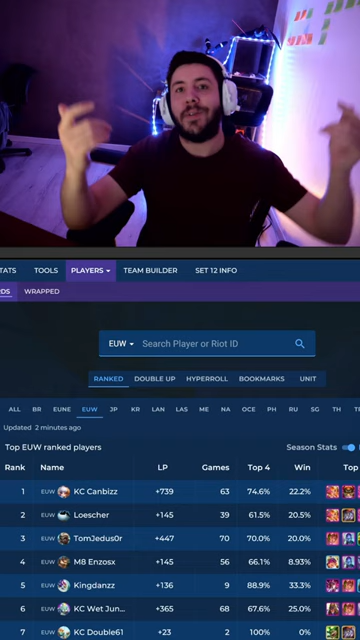 TATS TOOLS PLAYERS TEAM BUILDER SET 12 INFO
RDS WRAPPED
EUW Search Player or Riot ID
RANKED DOUBLE UP HYPERROLL BOOKMARKS UNIT
ALL BR EUNE EUW JP KR LAN LAS ME NA OCE PH RU SG TH TR
Updated 2 minutes ago
Top EUW ranked players Season Stats
Rank Name LP Games Top 4 Win Top
1 EUW KC Canbizz +739 63 74.6% 22.2%
2 EUW Loescher +145 39 61.5% 20.5%
3 EUW TomJedus0r +447 70 70.0% 20.0%
4 EUW M8 Enzosx +145 56 66.1% 8.93%
5 EUW Kingdanzz +136 9 88.9% 33.3%
6 EUW KC Wet Jun... +365 68 67.6% 25.0%
7 EUW KC Double61 +23 2 100% 0%